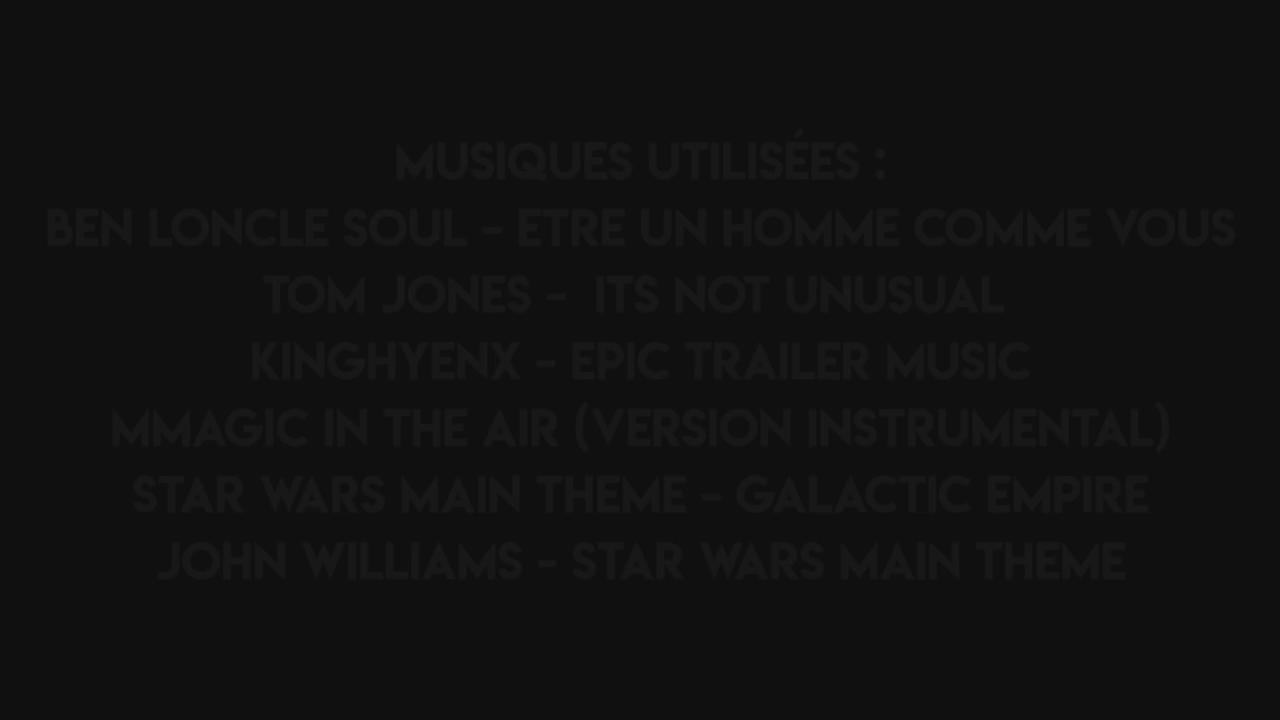 MUSIQUES UTILISÉES :
BEN LONCLE SOUL - ETRE UN HOMME COMME VOUS
TOM JONES - ITS NOT UNUSUAL
KINGHYENX - EPIC TRAILER MUSIC
MMAGIC IN THE AIR (VERSION INSTRUMENTAL)
STAR WARS MAIN THEME - GALACTIC EMPIRE
JOHN WILLIAMS - STAR WARS MAIN THEME